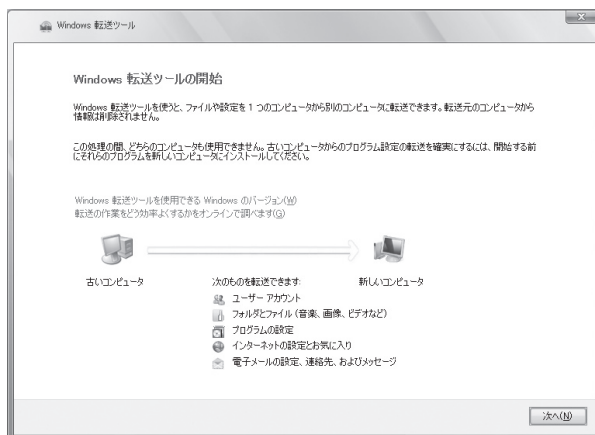 Windows 転送ツール
Windows 転送ツールの開始
Windows 転送ツールを使うと、ファイルや設定を 1 つのコンピュータから別のコンピュータに転送できます。転送元のコンピュータから
情報は削除されません。
この処理の間、どちらのコンピュータも使用できません。古いコンピュータからのプログラム設定の転送を確実にするには、開始する前
にそれらのプログラムを新しいコンピュータにインストールしてください。
Windows 転送ツールを使用できる Windows のバージョン(W)
転送の作業をどう効率よくするかをオンラインで調べます(G)
古いコンピュータ
次のものを転送できます:
新しいコンピュータ
ユーザー アカウント
フォルダとファイル (音楽、画像、ビデオなど)
プログラムの設定
インターネットの設定とお気に入り
電子メールの設定、連絡先、およびメッセージ
次へ(N)